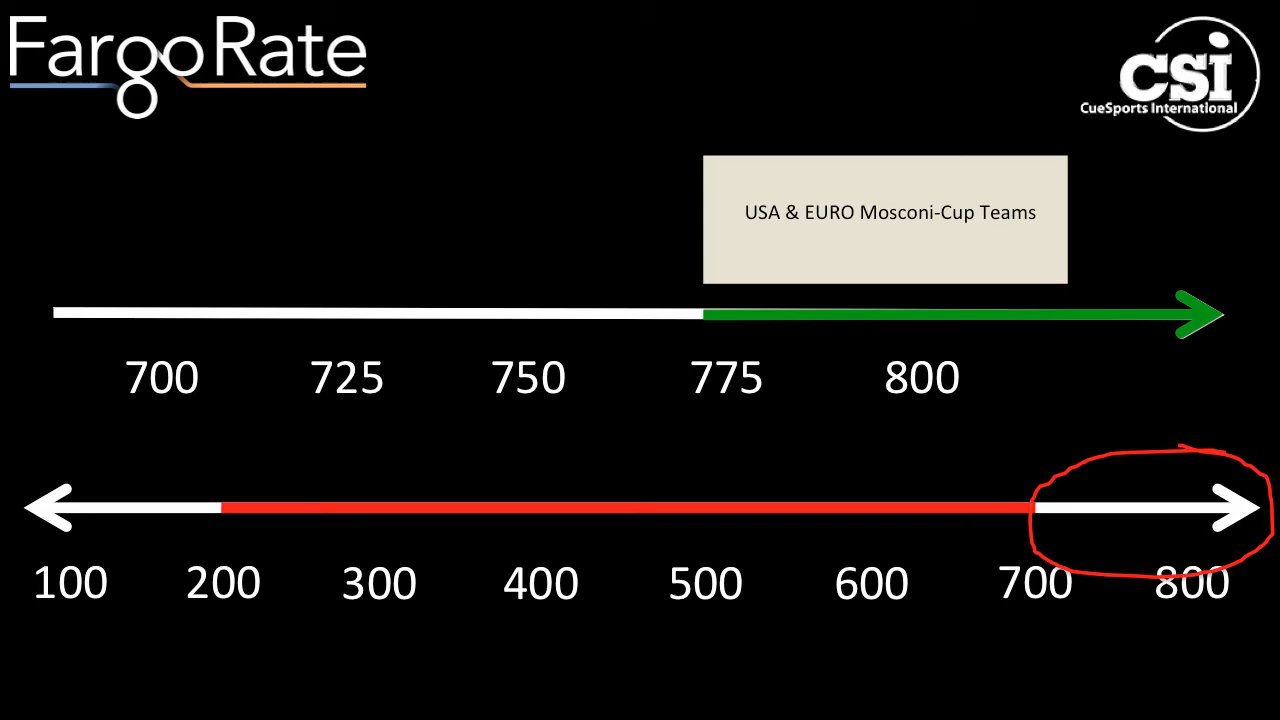 FargoRate
CSi
CueSports International
USA & EURO Mosconi-Cup Teams
700 725 750 775 800
100 200 300 400 500 600 700 800